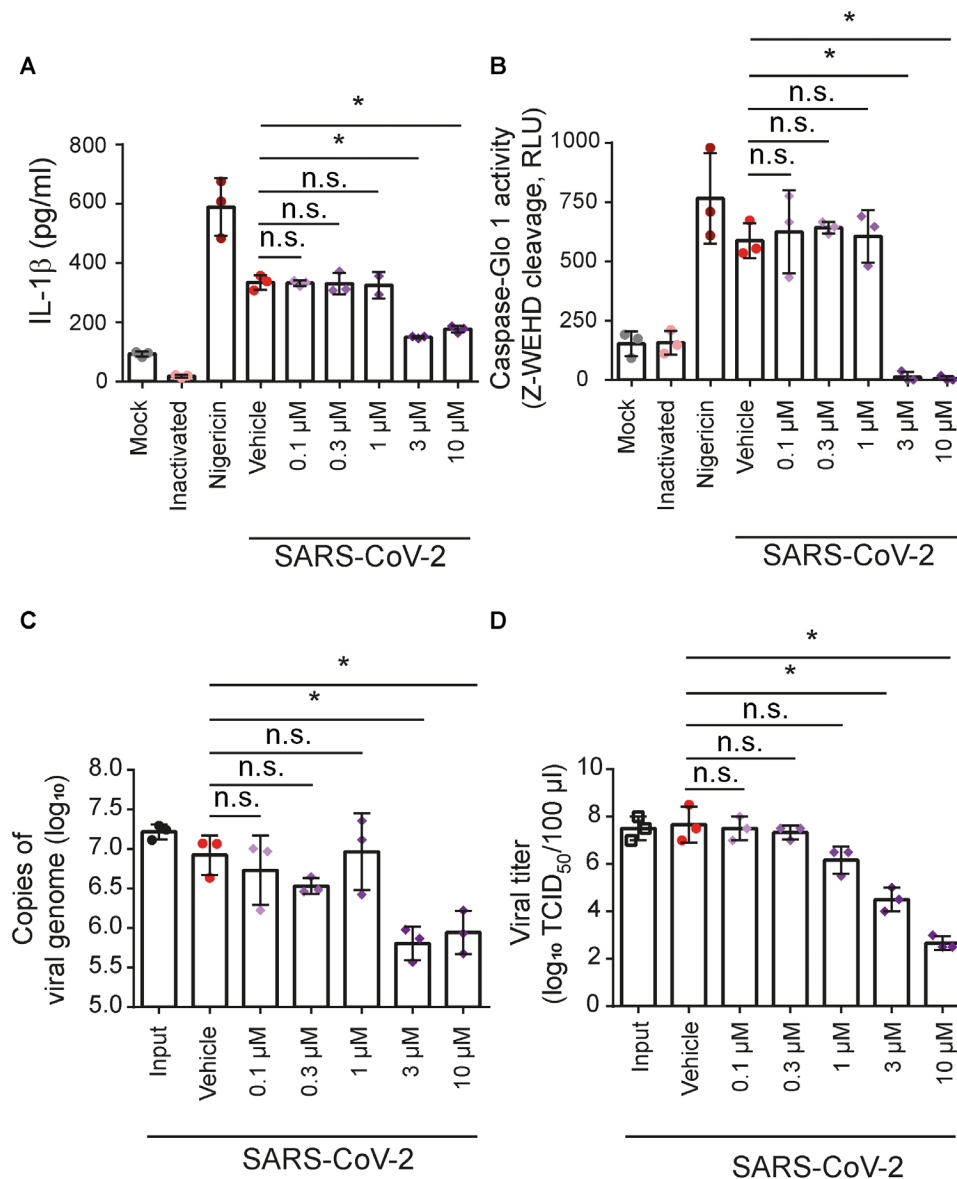 A
*
*
n.s.
n.s.
n.s.
IL-1β (pg/ml)
800
600
400
200
0
Mock
Inactivated
Nigericin
Vehicle
0.1 µM
0.3 µM
1 µM
3 µM
10 µM
SARS-CoV-2
B
*
*
n.s.
n.s.
n.s.
Caspase-Glo 1 activity
(Z-WEHD cleavage, RLU)
1000
750
500
250
0
Mock
Inactivated
Nigericin
Vehicle
0.1 µM
0.3 µM
1 µM
3 µM
10 µM
SARS-CoV-2
C
*
*
n.s.
n.s.
n.s.
Copies of
viral genome (log₁₀)
8.0
7.5
7.0
6.5
6.0
5.5
5.0
Input
Vehicle
0.1 µM
0.3 µM
1 µM
3 µM
10 µM
SARS-CoV-2
D
*
*
n.s.
n.s.
n.s.
Viral titer
(log₁₀ TCID₅₀/100 µl)
10
8
6
4
2
0
Input
Vehicle
0.1 µM
0.3 µM
1 µM
3 µM
10 µM
SARS-CoV-2